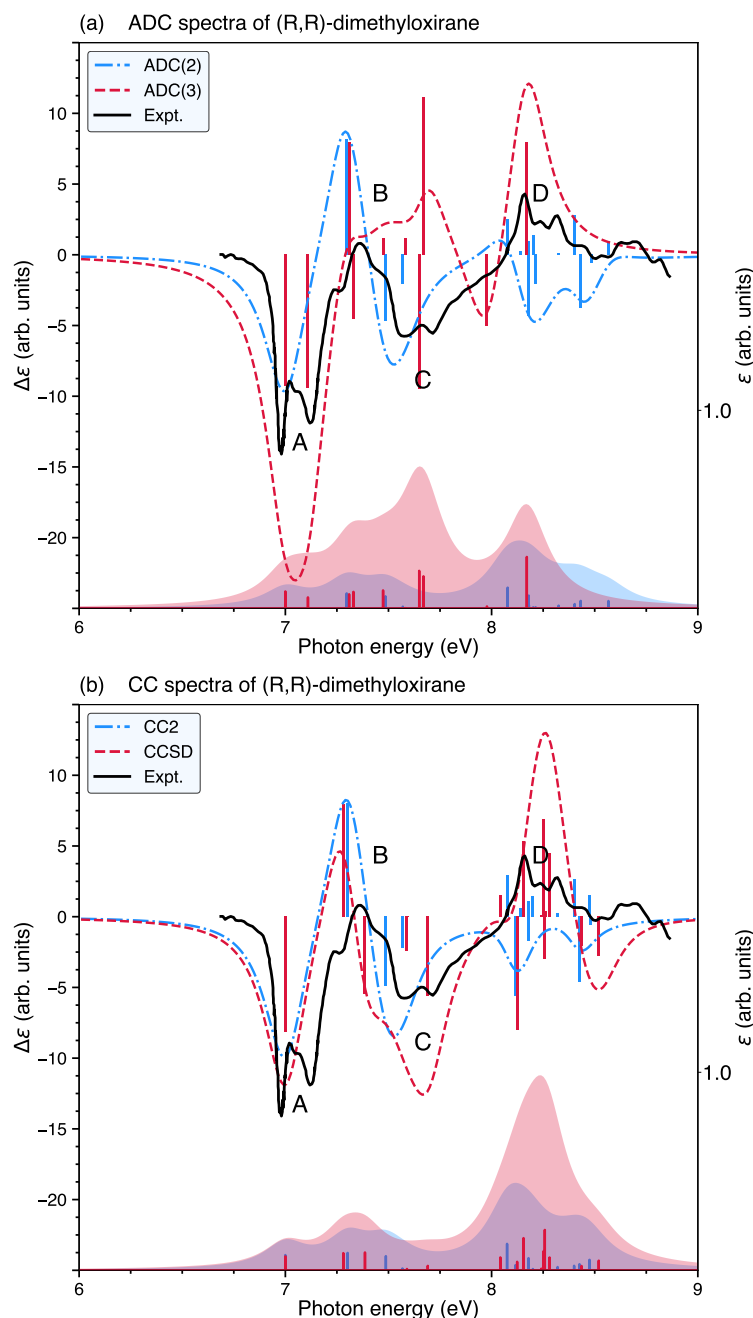 (a) ADC spectra of (R,R)-dimethyloxirane
ADC(2)
ADC(3)
Expt.
10
5
0
−5
−10
−15
−20
Δε (arb. units)
A
B
C
D
ε (arb. units)
1.0
6 7 8 9
Photon energy (eV)
(b) CC spectra of (R,R)-dimethyloxirane
CC2
CCSD
Expt.
10
5
0
−5
−10
−15
−20
Δε (arb. units)
A
B
C
D
ε (arb. units)
1.0
6 7 8 9
Photon energy (eV)